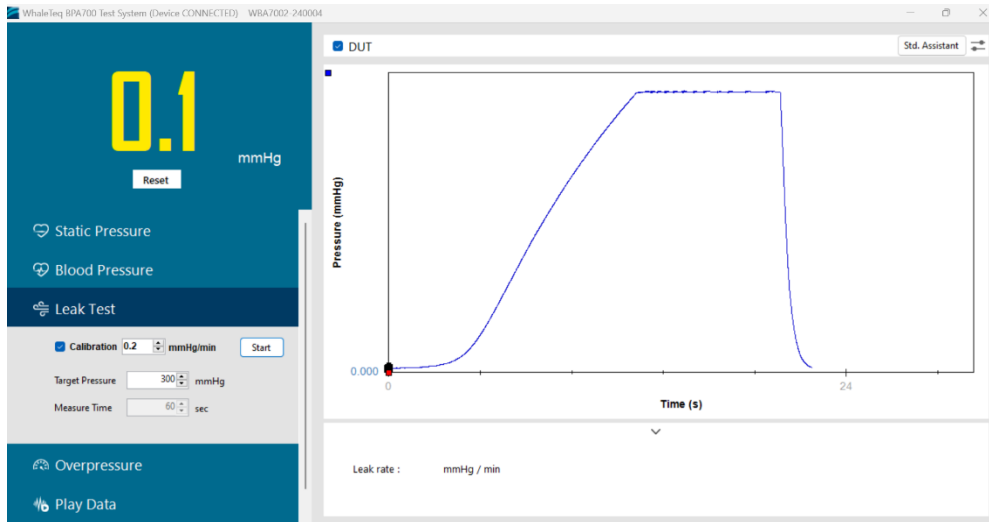 WhaleTeq BPA700 Test System (Device CONNECTED) WBA7002-240004
0.1
mmHg
Reset
Static Pressure
Blood Pressure
Leak Test
Calibration 0.2 mmHg/min Start
Target Pressure 300 mmHg
Measure Time 60 sec
Overpressure
Play Data
DUT
Std. Assistant
Pressure (mmHg)
0.000
0 24
Time (s)
Leak rate : mmHg / min